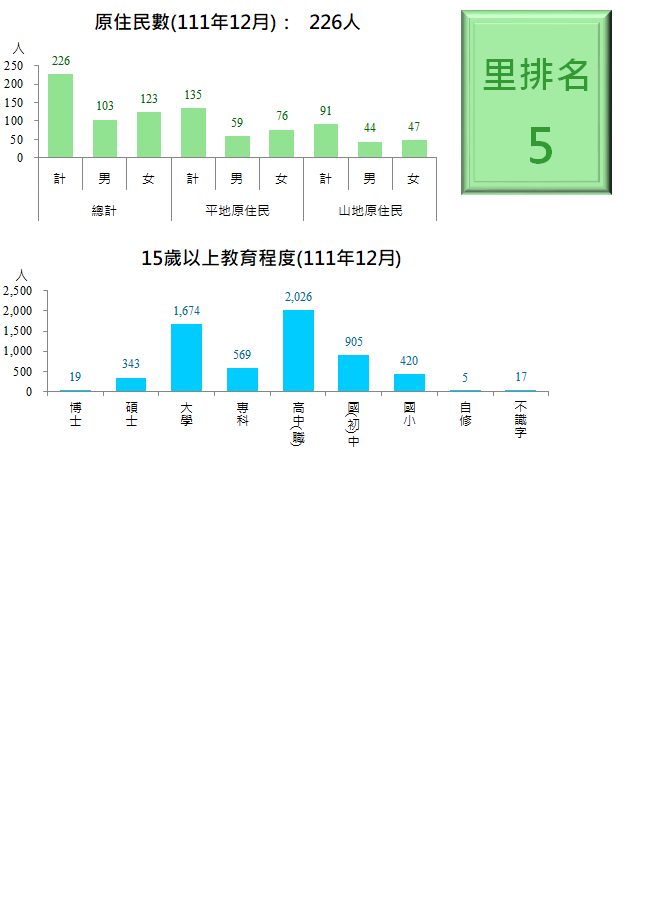 原住民數(111年12月)： 226人
里排名
5
人
250
200
150
100
50
0
226
103
123
135
59
76
91
44
47
計 男 女 計 男 女 計 男 女
總計 平地原住民 山地原住民
15歲以上教育程度(111年12月)
人
2,500
2,000
1,500
1,000
500
0
19
343
1,674
569
2,026
905
420
5
17
博士
碩士
大學
專科
高中(職)
國(初)中
國小
自修
不識字